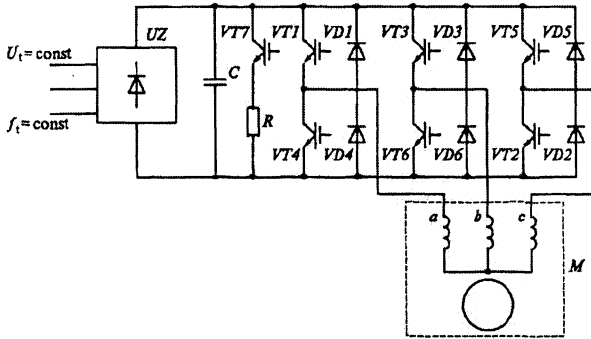 UZ
U₁=const
f₁=const
C
VT7
R
VT1
VD1
VT4
VD4
VT3
VD3
VT6
VD6
VT5
VD5
VT2
VD2
a
b
c
M